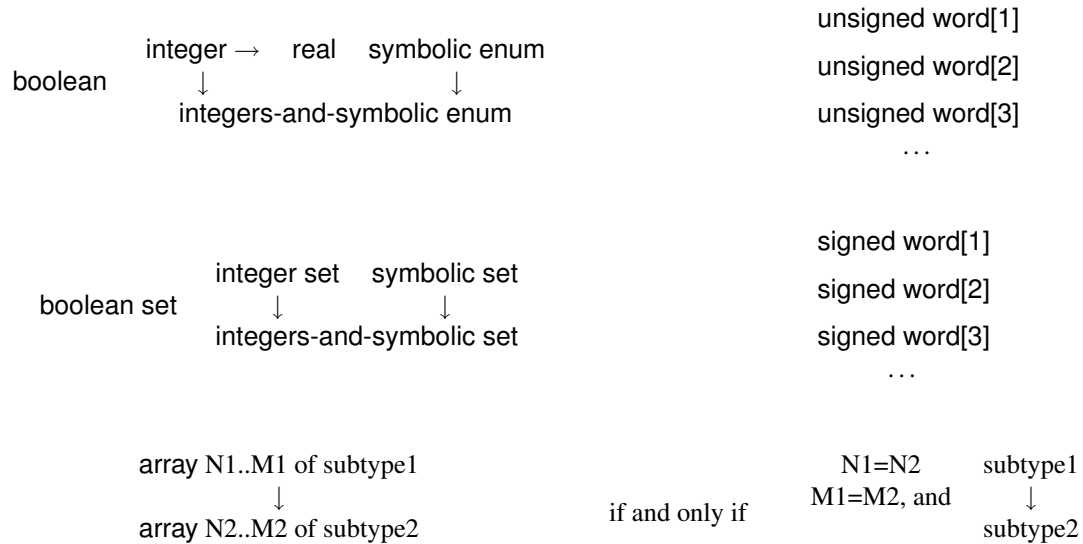 unsigned word[1]
integer → real symbolic enum
unsigned word[2]
boolean ↓ ↓
integers-and-symbolic enum
unsigned word[3]
...
signed word[1]
integer set symbolic set
signed word[2]
boolean set ↓ ↓
integers-and-symbolic set
signed word[3]
...
array N1..M1 of subtype1
↓
array N2..M2 of subtype2
if and only if
N1=N2 subtype1
M1=M2, and ↓
subtype2